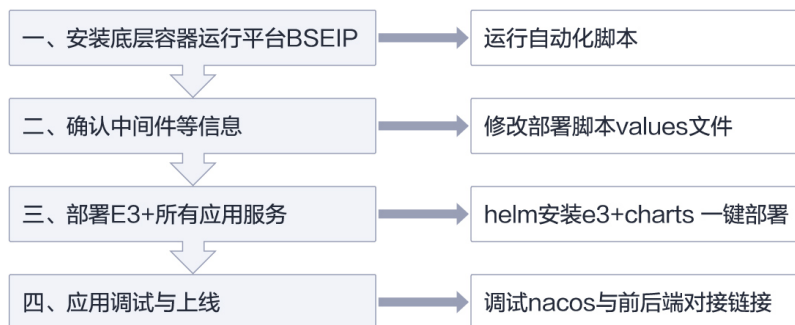 一、安装底层容器运行平台BSEIP
运行自动化脚本
二、确认中间件等信息
修改部署脚本values文件
三、部署E3+所有应用服务
helm安装e3+charts 一键部署
四、应用调试与上线
调试nacos与前后端对接链接